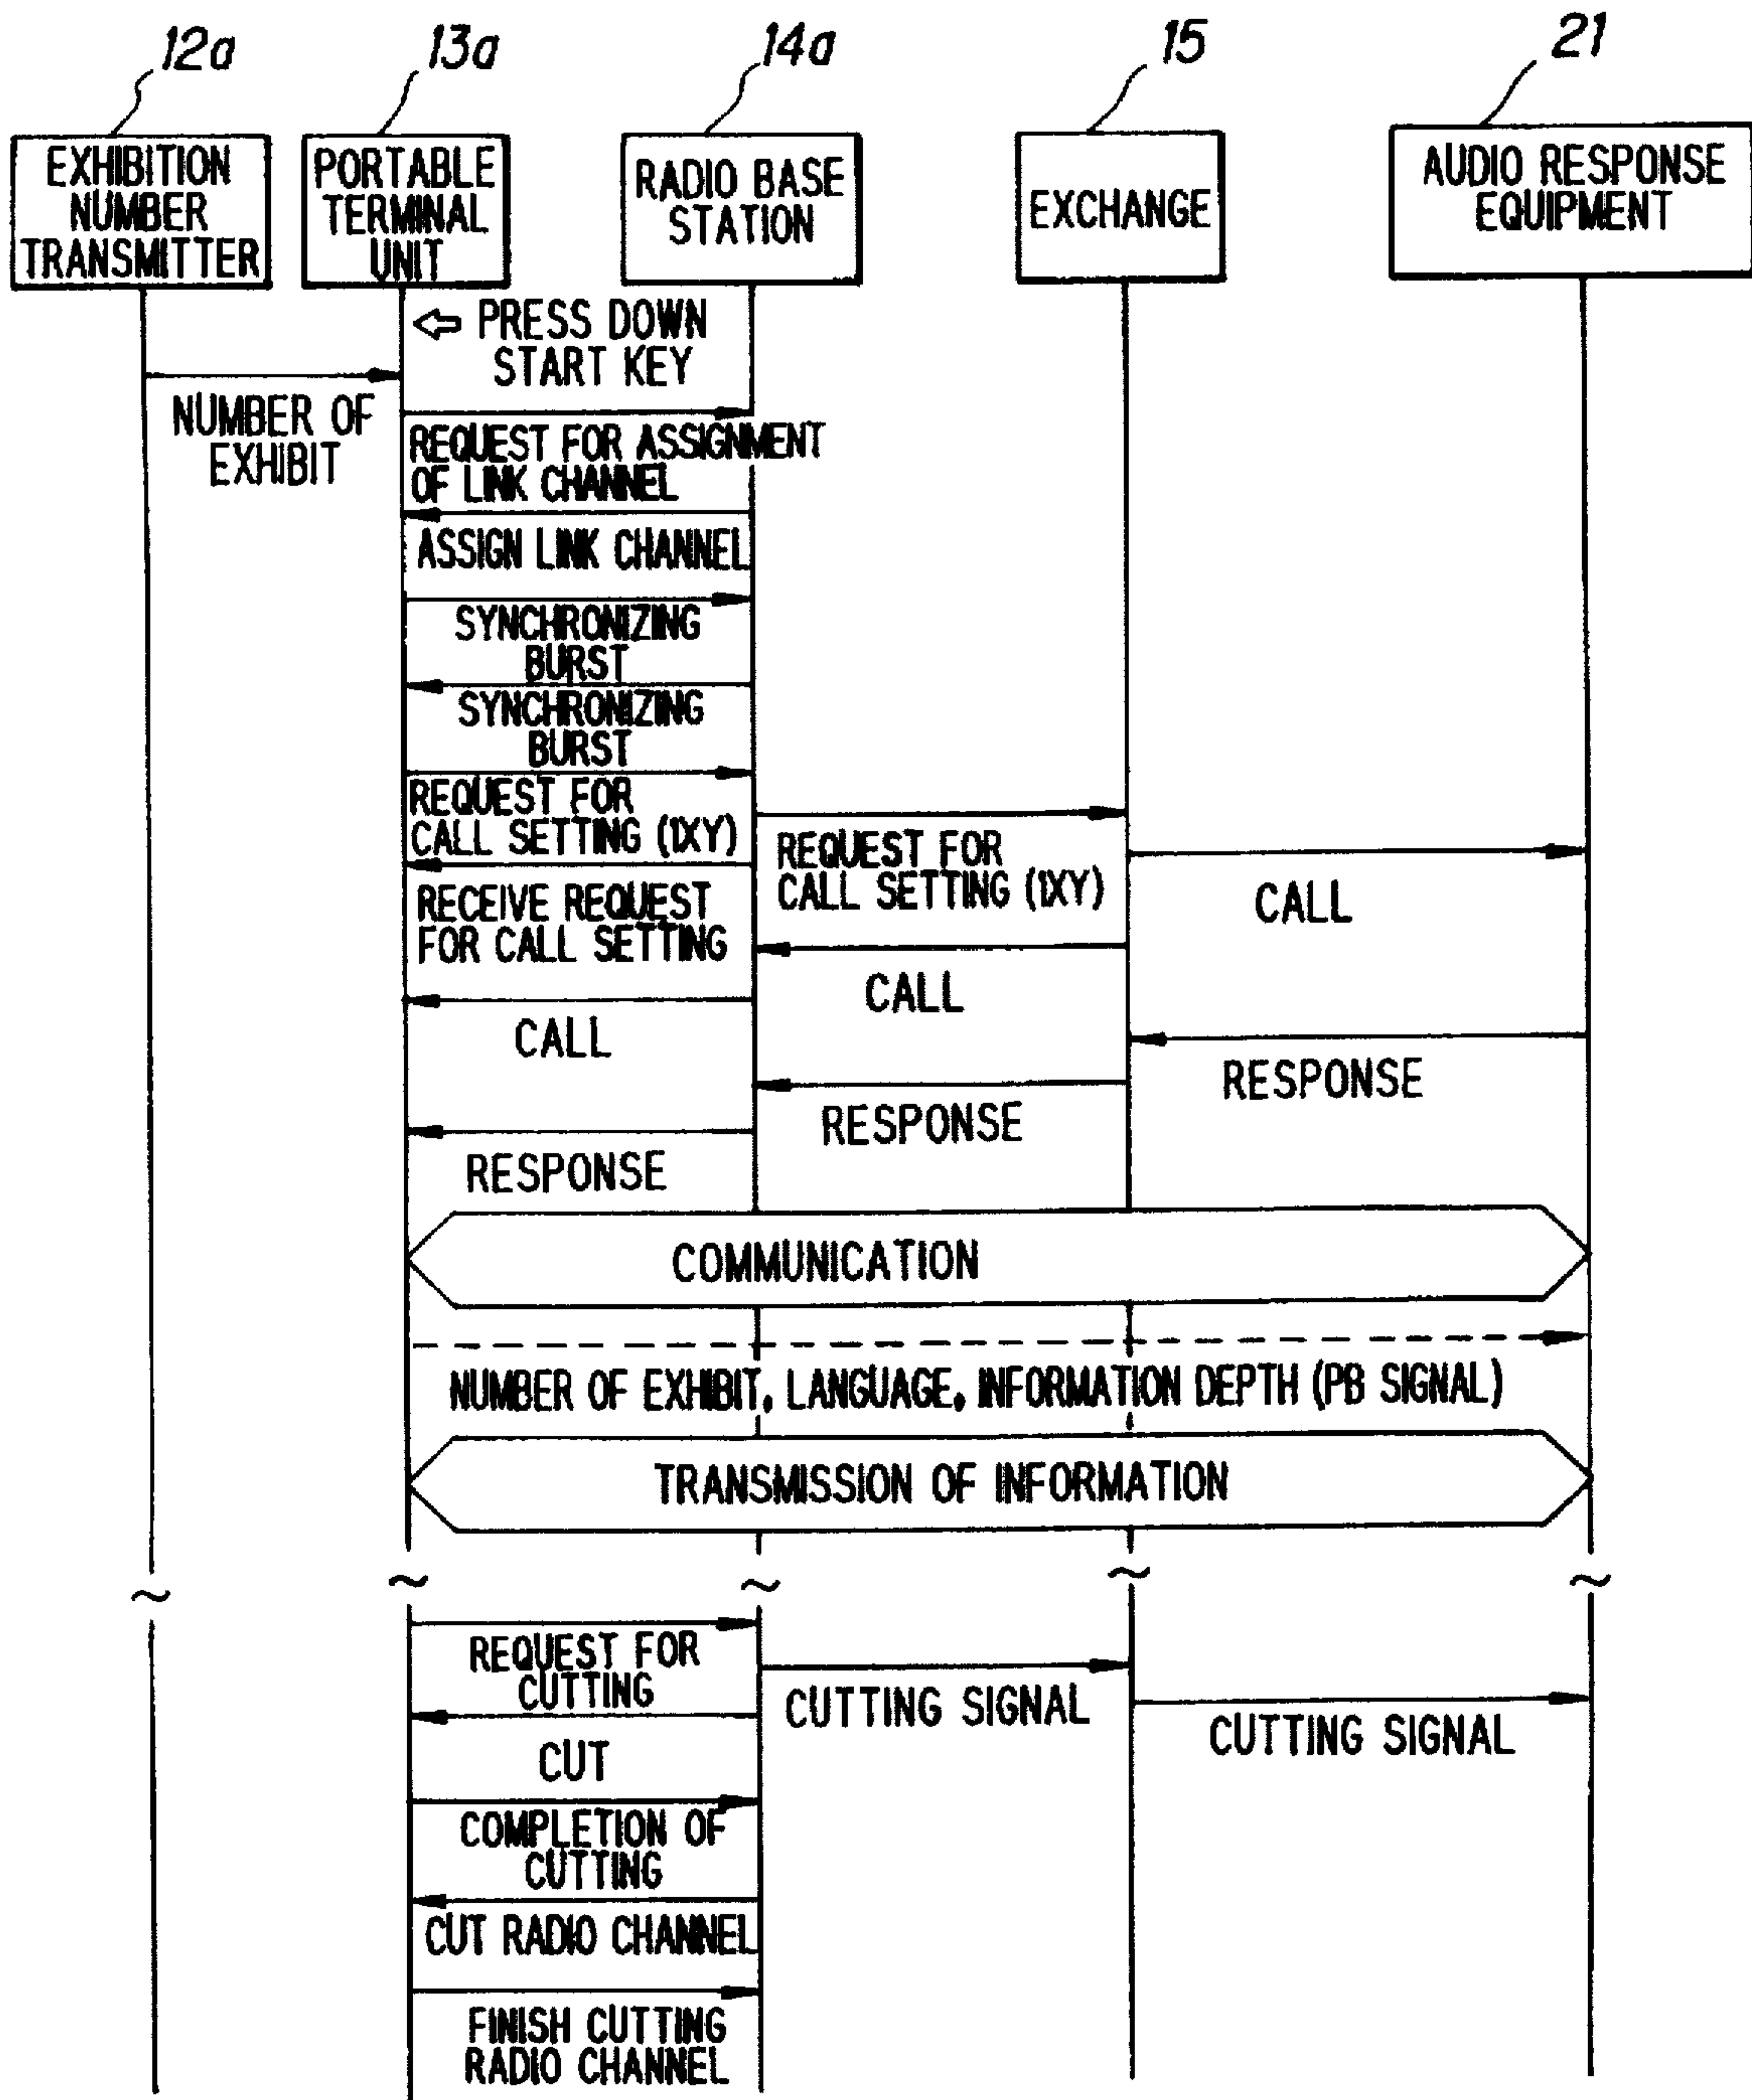 12a
13a
14a
15
21
EXHIBITION
NUMBER
TRANSMITTER
PORTABLE
TERMINAL
UNIT
RADIO BASE
STATION
EXCHANGE
AUDIO RESPONSE
EQUIPMENT
PRESS DOWN
START KEY
NUMBER OF
EXHIBIT
REQUEST FOR ASSIGNMENT
OF LINK CHANNEL
ASSIGN LINK CHANNEL
SYNCHRONIZING
BURST
SYNCHRONIZING
BURST
REQUEST FOR
CALL SETTING (1XY)
REQUEST FOR
CALL SETTING (1XY)
CALL
RECEIVE REQUEST
FOR CALL SETTING
CALL
CALL
RESPONSE
RESPONSE
RESPONSE
COMMUNICATION
NUMBER OF EXHIBIT, LANGUAGE, INFORMATION DEPTH (PB SIGNAL)
TRANSMISSION OF INFORMATION
~
~
~
~
~
REQUEST FOR
CUTTING
CUTTING SIGNAL
CUTTING SIGNAL
CUT
COMPLETION OF
CUTTING
CUT RADIO CHANNEL
FINISH CUTTING
RADIO CHANNEL